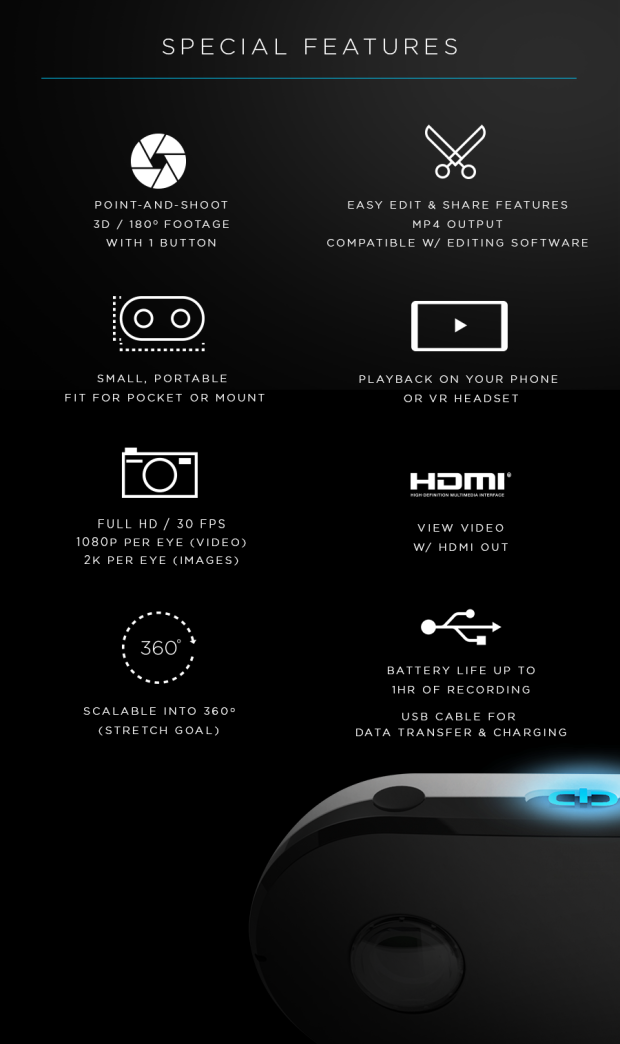 SPECIAL FEATURES
POINT-AND-SHOOT
3D / 180º FOOTAGE
WITH 1 BUTTON
EASY EDIT & SHARE FEATURES
MP4 OUTPUT
COMPATIBLE W/ EDITING SOFTWARE
SMALL, PORTABLE
FIT FOR POCKET OR MOUNT
PLAYBACK ON YOUR PHONE
OR VR HEADSET
FULL HD / 30 FPS
1080P PER EYE (VIDEO)
2K PER EYE (IMAGES)
HDMI®
HIGH DEFINITION MULTIMEDIA INTERFACE
VIEW VIDEO
W/ HDMI OUT
360°
SCALABLE INTO 360º
(STRETCH GOAL)
BATTERY LIFE UP TO
1HR OF RECORDING
USB CABLE FOR
DATA TRANSFER & CHARGING